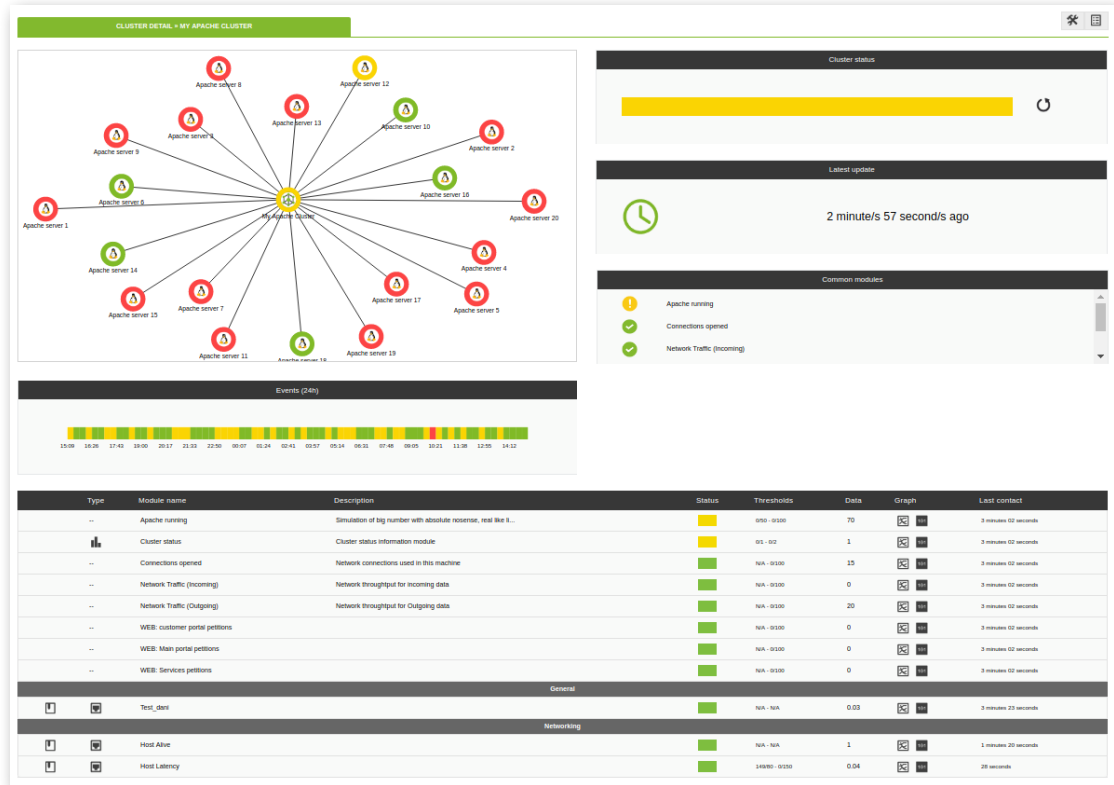 CLUSTER DETAIL » MY APACHE CLUSTER
Apache server 8
Apache server 12
Apache server 13
Apache server 10
Apache server 3
Apache server 9
Apache server 2
Apache server 6
Apache server 16
My Apache Cluster
Apache server 20
Apache server 1
Apache server 14
Apache server 4
Apache server 17
Apache server 7
Apache server 5
Apache server 15
Apache server 11
Apache server 19
Apache server 18
Cluster status
Latest update
2 minute/s 57 second/s ago
Common modules
Apache running
Connections opened
Network Traffic (Incoming)
Events (24h)
15:09 16:26 17:43 19:00 20:17 21:33 22:50 00:07 01:24 02:41 03:57 05:14 06:31 07:48 09:05 10:21 11:38 12:55 14:12
Type Module name Description Status Thresholds Data Graph Last contact
-- Apache running Simulation of big number with absolute nosense, real like li... 0/50 - 0/100 70 3 minutes 02 seconds
Cluster status Cluster status information module 0/1 - 0/2 1 3 minutes 02 seconds
-- Connections opened Network connections used in this machine N/A - 0/100 15 3 minutes 02 seconds
-- Network Traffic (Incoming) Network throughtput for incoming data N/A - 0/100 0 3 minutes 02 seconds
-- Network Traffic (Outgoing) Network throughtput for Outgoing data N/A - 0/100 20 3 minutes 02 seconds
-- WEB: customer portal petitions N/A - 0/100 0 3 minutes 02 seconds
-- WEB: Main portal petitions N/A - 0/100 0 3 minutes 02 seconds
-- WEB: Services petitions N/A - 0/100 0 3 minutes 02 seconds
General
Test_dani N/A - N/A 0.03 3 minutes 23 seconds
Networking
Host Alive N/A - N/A 1 1 minutes 20 seconds
Host Latency 149/80 - 0/150 0.04 28 seconds